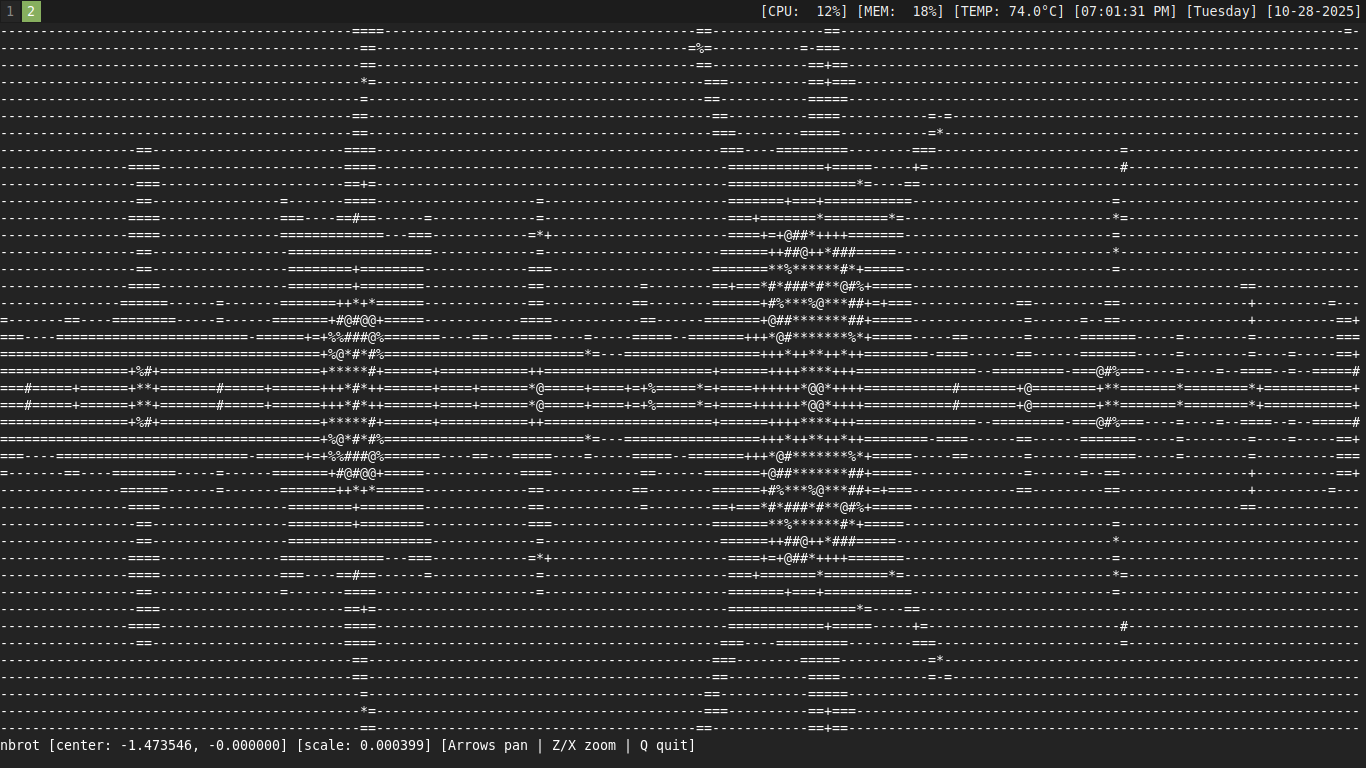 1 2 [CPU:  12%] [MEM:  18%] [TEMP: 74.0°C] [07:01:31 PM] [Tuesday] [10-28-2025]
nbrot [center: -1.473546, -0.000000] [scale: 0.000399] [Arrows pan | Z/X zoom | Q quit]